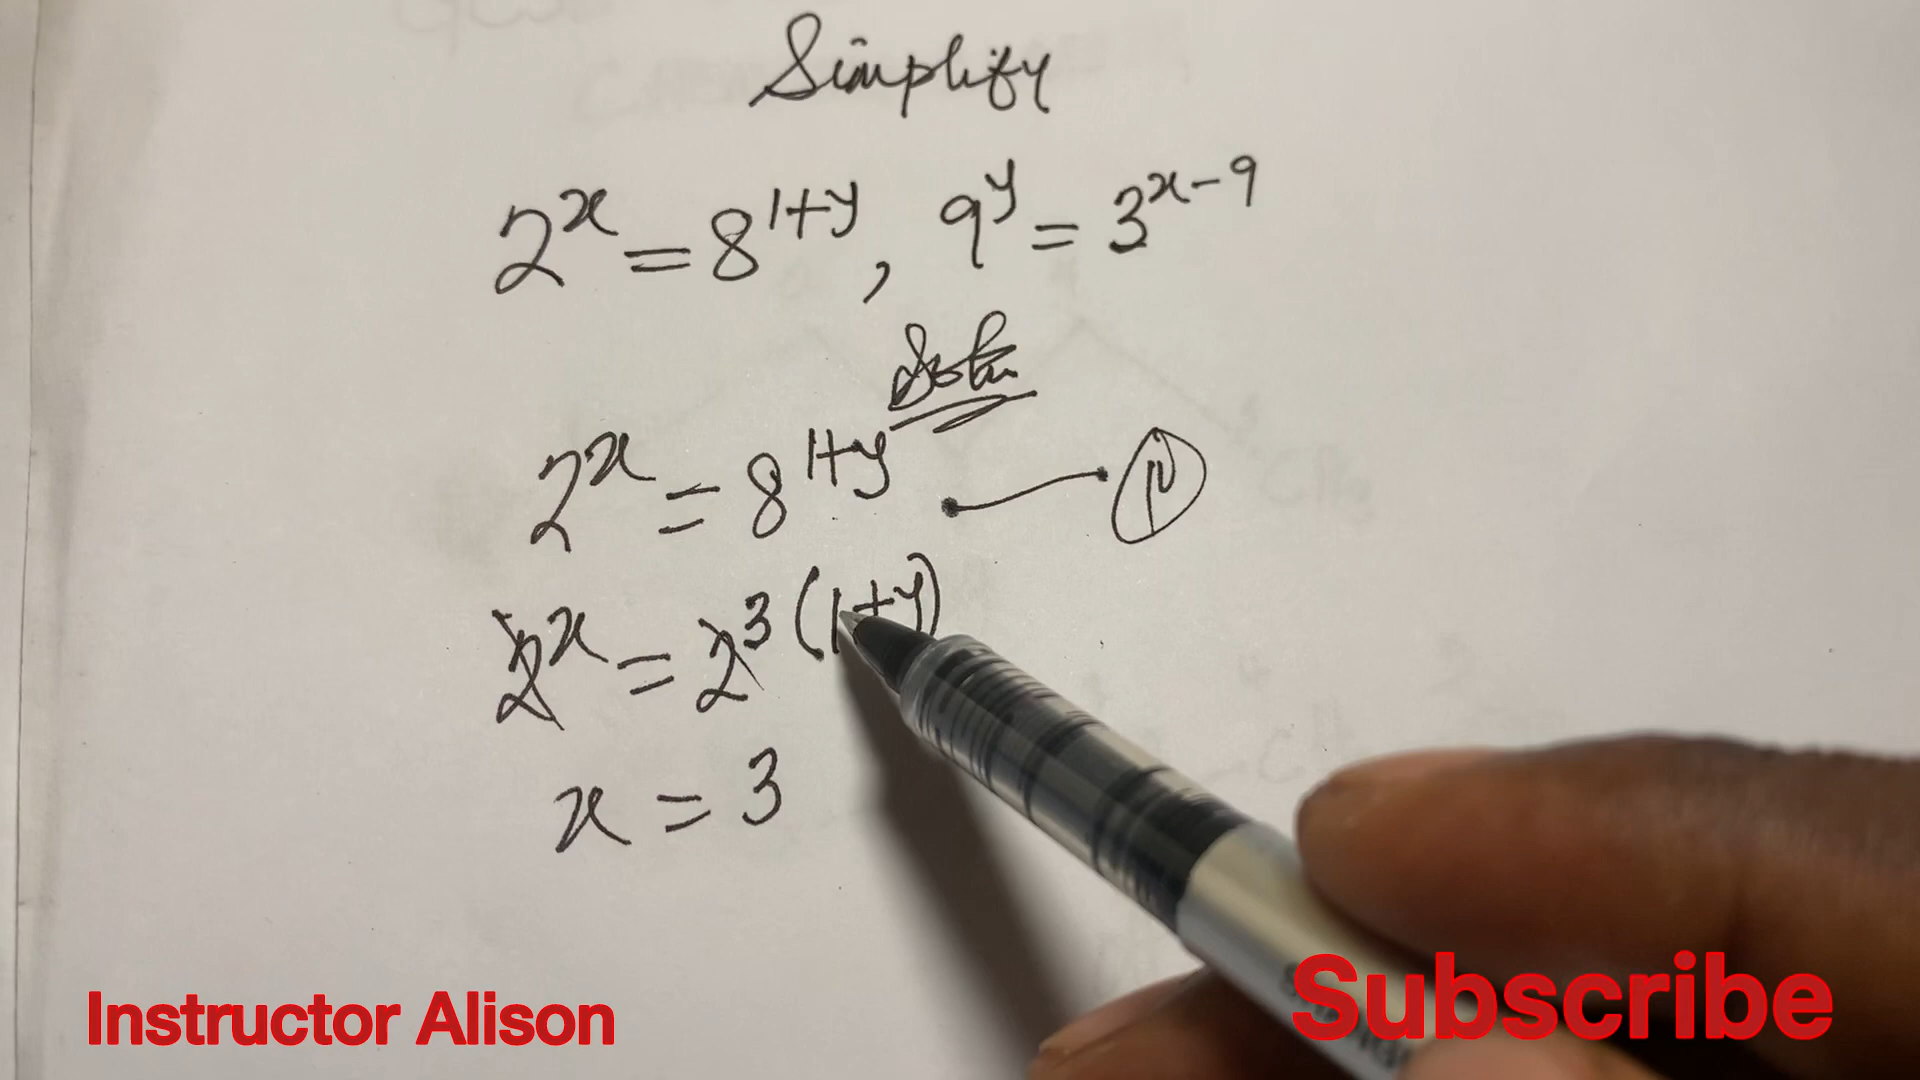 Simplify
2^x = 8^1+y, 9^y = 3^x-9
Soln
2^x = 8^1+y
2^x = 2^3(1+y)
x = 3
Instructor Alison
Subscribe